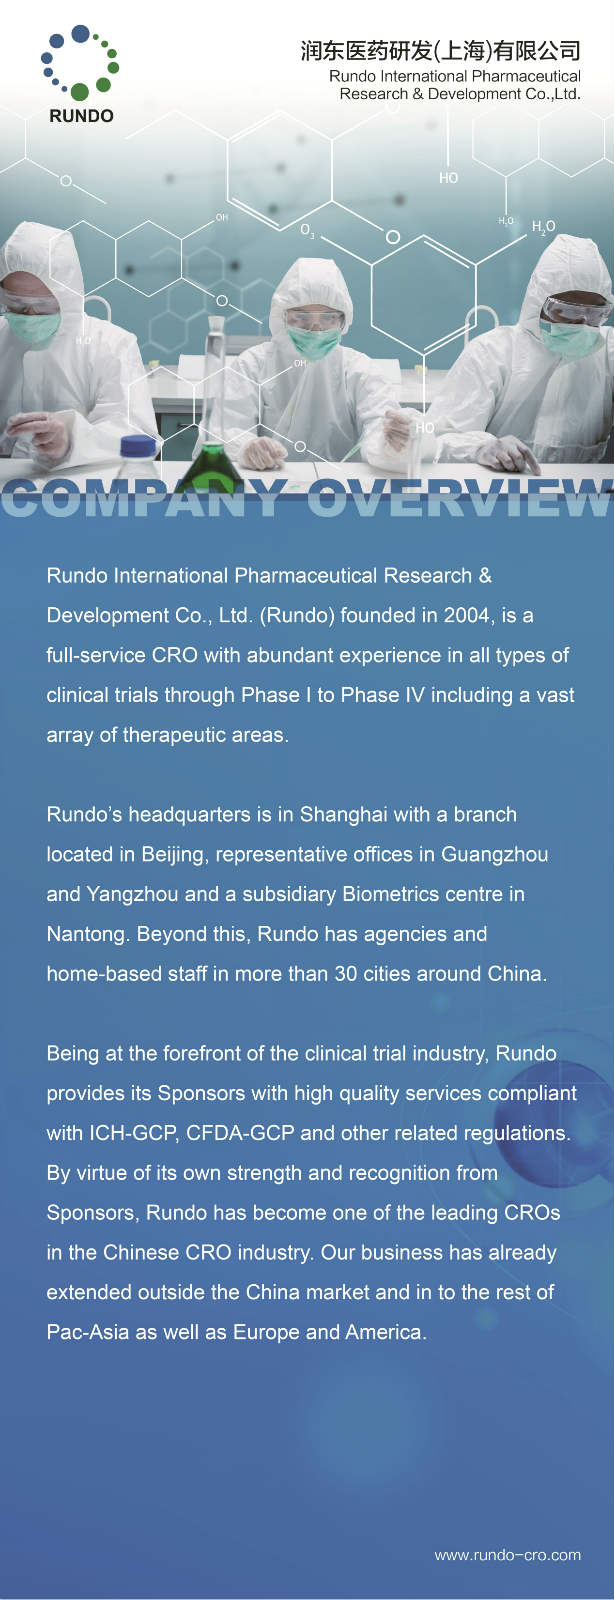 RUNDO
润东医药研发(上海)有限公司
Rundo International Pharmaceutical
Research & Development Co.,Ltd.
HO
O
H₂O
OH
O₃
O
H₂O
O
H₂O
OH
HO
O
COMPANY OVERVIEW
Rundo International Pharmaceutical Research &
Development Co., Ltd. (Rundo) founded in 2004, is a
full-service CRO with abundant experience in all types of
clinical trials through Phase I to Phase IV including a vast
array of therapeutic areas.
Rundo’s headquarters is in Shanghai with a branch
located in Beijing, representative offices in Guangzhou
and Yangzhou and a subsidiary Biometrics centre in
Nantong. Beyond this, Rundo has agencies and
home-based staff in more than 30 cities around China.
Being at the forefront of the clinical trial industry, Rundo
provides its Sponsors with high quality services compliant
with ICH-GCP, CFDA-GCP and other related regulations.
By virtue of its own strength and recognition from
Sponsors, Rundo has become one of the leading CROs
in the Chinese CRO industry. Our business has already
extended outside the China market and in to the rest of
Pac-Asia as well as Europe and America.
www.rundo-cro.com